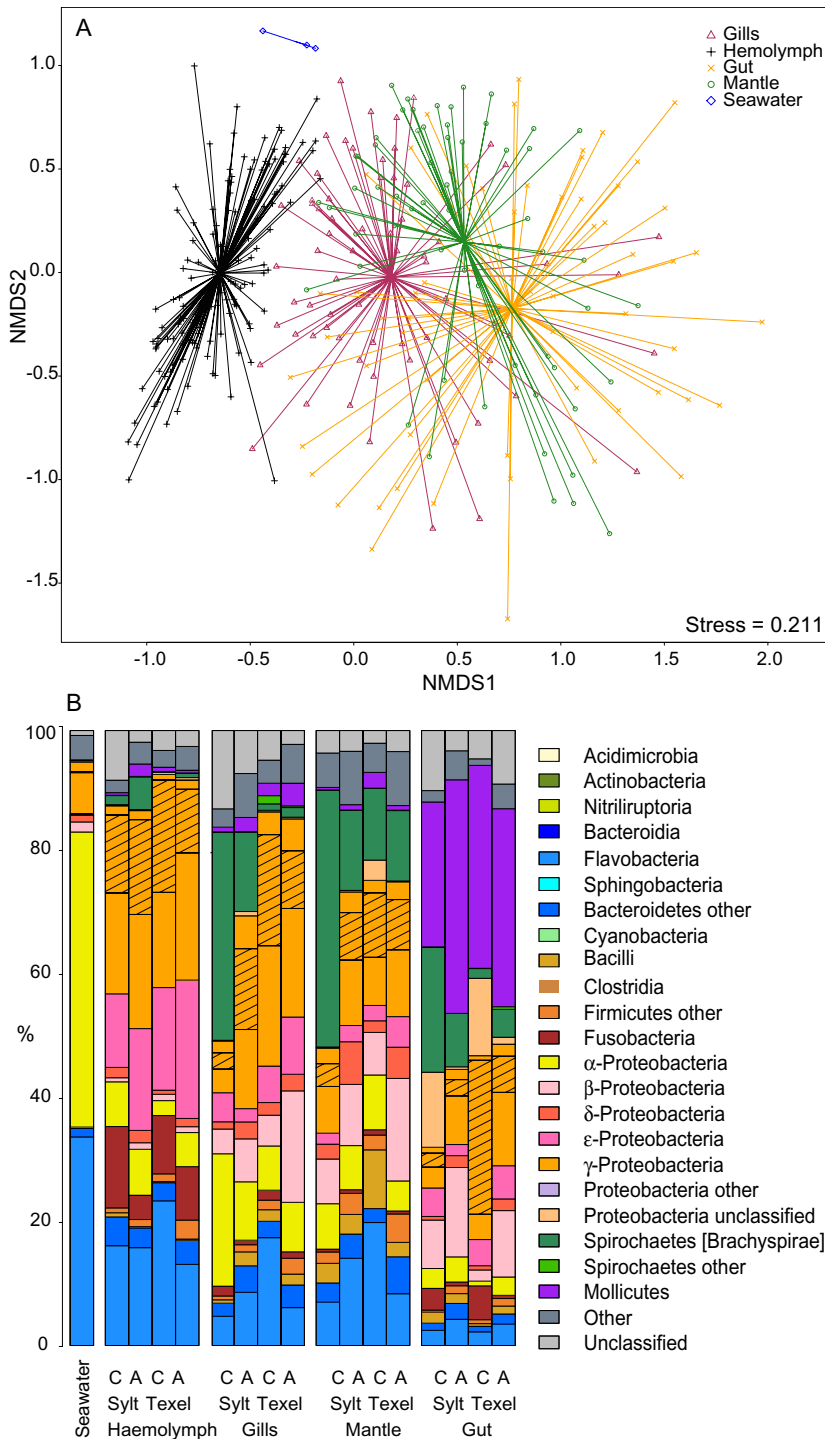 A
Gills
Hemolymph
Gut
Mantle
Seawater
1.0
0.5
0.0
-0.5
-1.0
-1.5
NMDS2
Stress = 0.211
-1.0 -0.5 0.0 0.5 1.0 1.5 2.0
NMDS1
B
100
80
60
%
40
20
0
Acidimicrobia
Actinobacteria
Nitriliruptoria
Bacteroidia
Flavobacteria
Sphingobacteria
Bacteroidetes other
Cyanobacteria
Bacilli
Clostridia
Firmicutes other
Fusobacteria
α-Proteobacteria
β-Proteobacteria
δ-Proteobacteria
ε-Proteobacteria
γ-Proteobacteria
Proteobacteria other
Proteobacteria unclassified
Spirochaetes [Brachyspirae]
Spirochaetes other
Mollicutes
Other
Unclassified
Seawater
C A C A C A C A C A C A C A C A
Sylt Texel Sylt Texel Sylt Texel Sylt Texel
Haemolymph Gills Mantle Gut